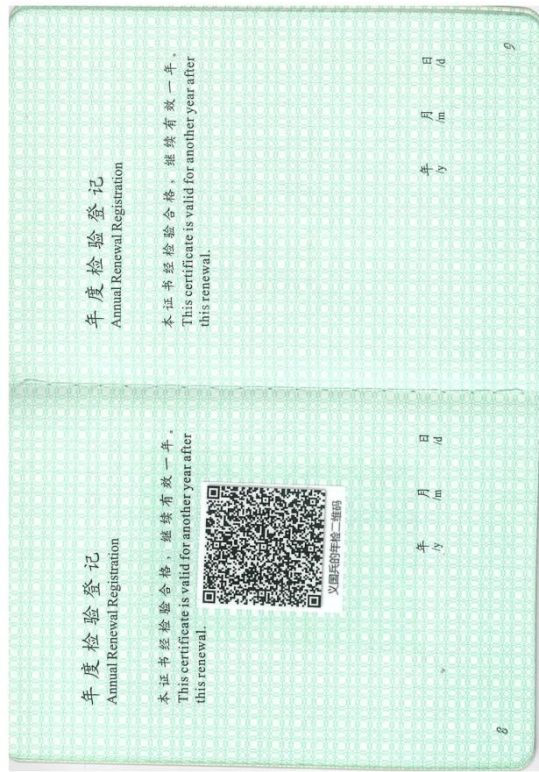 年度检验登记
Annual Renewal Registration
本证书经检验合格，继续有效一年。
This certificate is valid for another year after
this renewal.
义国兵的年检二维码
年 月 日
/y /m /d
8
年度检验登记
Annual Renewal Registration
本证书经检验合格，继续有效一年。
This certificate is valid for another year after
this renewal.
年 月 日
/y /m /d
9